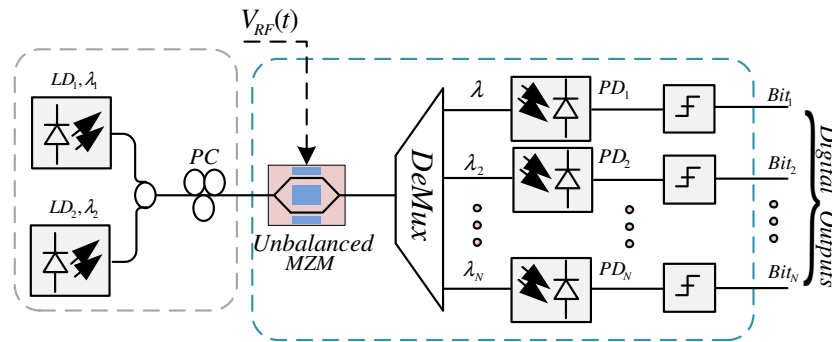 V_RF(t)
LD₁,λ₁
PC
LD₂,λ₂
Unbalanced
MZM
DeMux
λ
PD₁
Bit₁
λ₂
PD₂
Bit₂
λ_N
PD_N
Bit_N
Digital Outputs